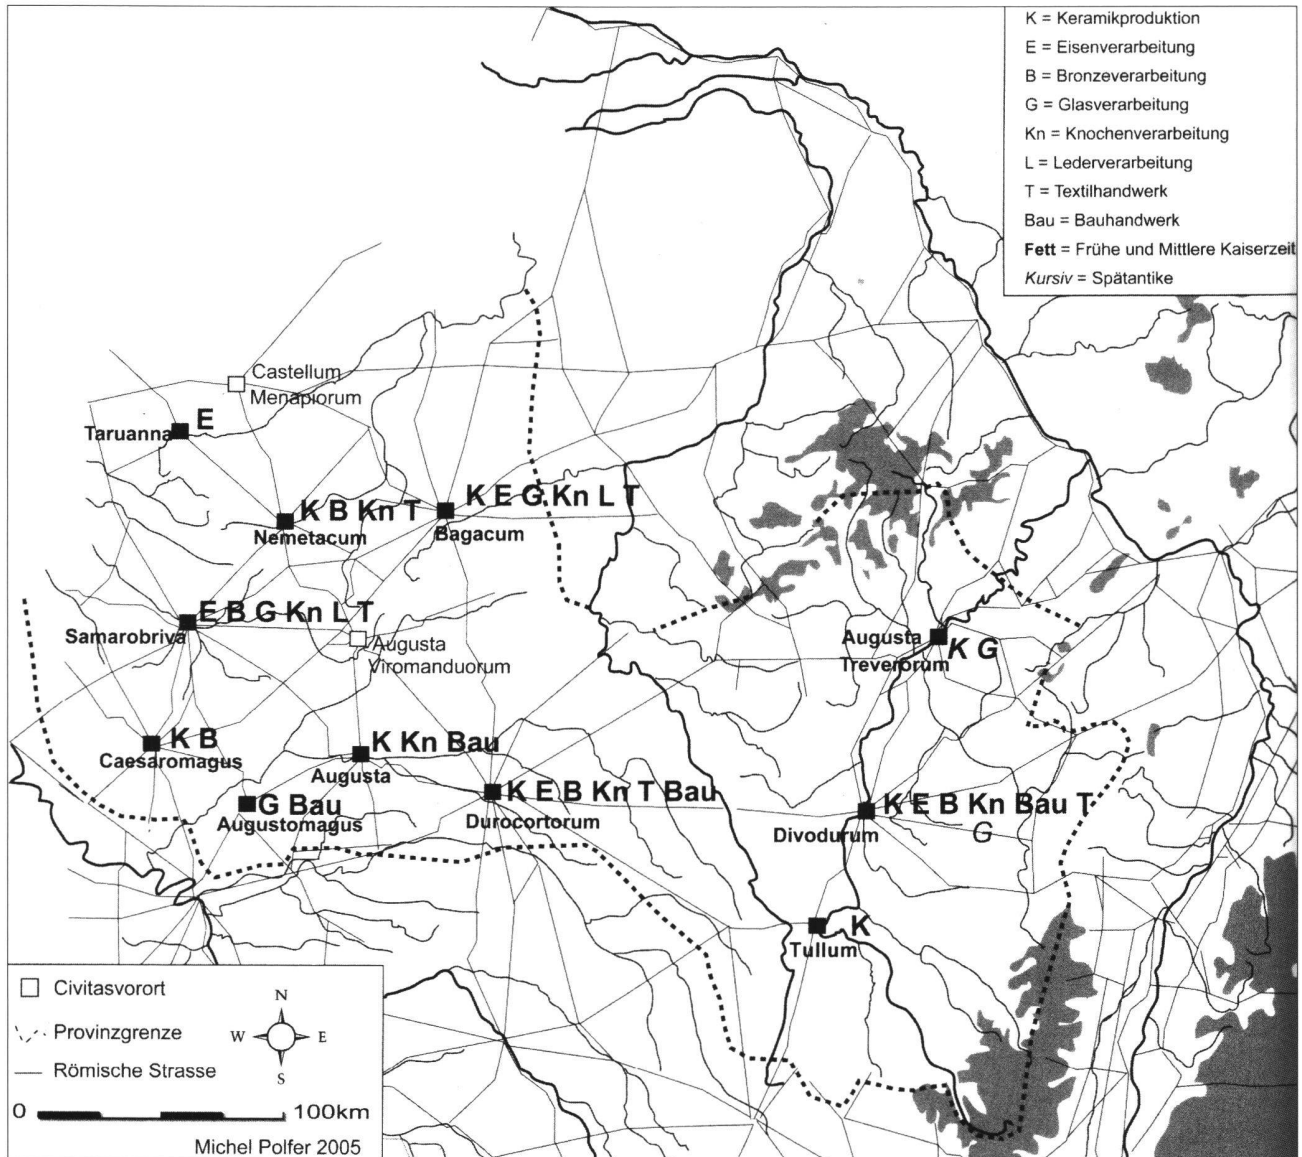 K = Keramikproduktion
E = Eisenverarbeitung
B = Bronzeverarbeitung
G = Glasverarbeitung
Kn = Knochenverarbeitung
L = Lederverarbeitung
T = Textilhandwerk
Bau = Bauhandwerk
Fett = Frühe und Mittlere Kaiserzeit
Kursiv = Spätantike
Castellum
Menapiorum
E
Taruanna
K B Kn T
Nemetacum
K E G Kn L T
Bagacum
E B G Kn L T
Samarobriva
Augusta
Viromanduorum
Augusta
Treverorum
K G
K B
Caesaromagus
K Kn Bau
Augusta
G Bau
Augustomagus
K E B Kn T Bau
Durocortorum
K E B Kn Bau T
G
Divodurum
K
Tullum
Civitasvorort
Provinzgrenze
Römische Strasse
N
W E
S
0 100km
Michel Polfer 2005